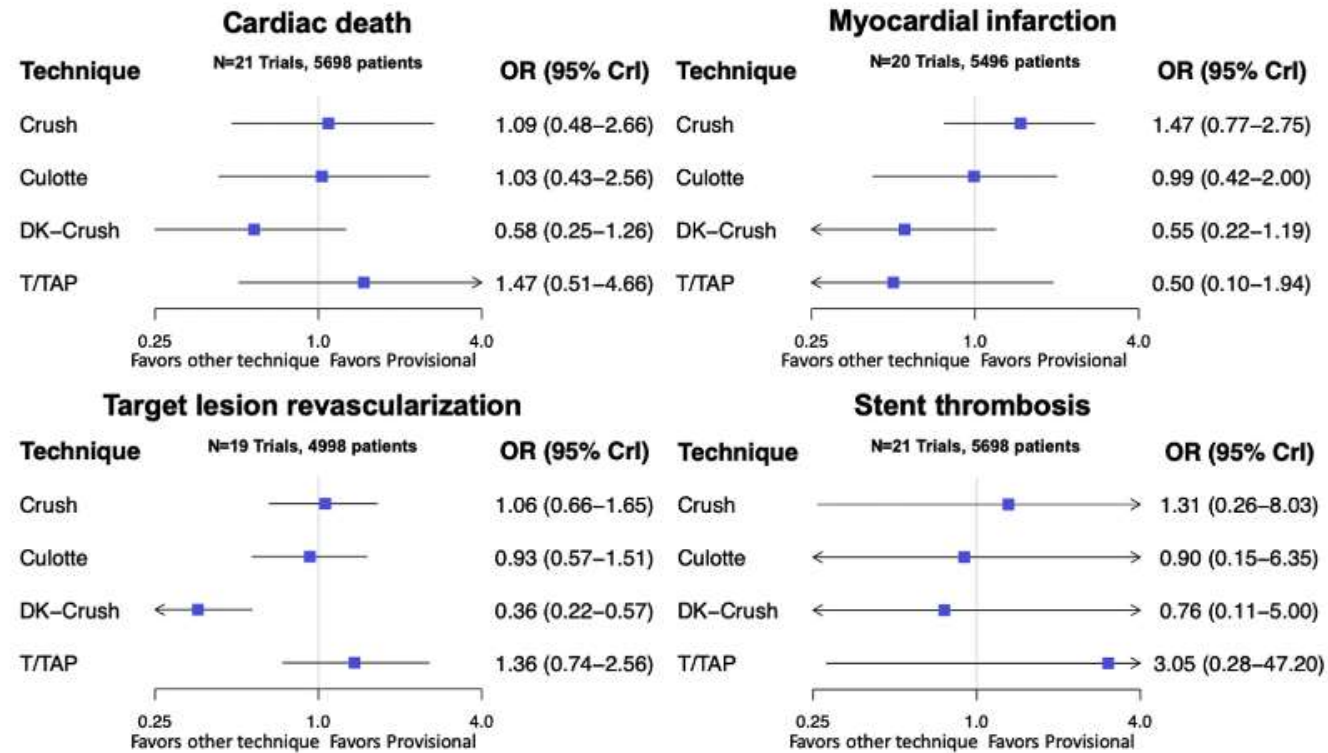 Cardiac death
N=21 Trials, 5698 patients
Technique OR (95% CrI)
Crush 1.09 (0.48–2.66)
Culotte 1.03 (0.43–2.56)
DK–Crush 0.58 (0.25–1.26)
T/TAP 1.47 (0.51–4.66)
0.25 1.0 4.0
Favors other technique Favors Provisional
Myocardial infarction
N=20 Trials, 5496 patients
Technique OR (95% CrI)
Crush 1.47 (0.77–2.75)
Culotte 0.99 (0.42–2.00)
DK–Crush 0.55 (0.22–1.19)
T/TAP 0.50 (0.10–1.94)
0.25 1.0 4.0
Favors other technique Favors Provisional
Target lesion revascularization
N=19 Trials, 4998 patients
Technique OR (95% CrI)
Crush 1.06 (0.66–1.65)
Culotte 0.93 (0.57–1.51)
DK–Crush 0.36 (0.22–0.57)
T/TAP 1.36 (0.74–2.56)
0.25 1.0 4.0
Favors other technique Favors Provisional
Stent thrombosis
N=21 Trials, 5698 patients
Technique OR (95% CrI)
Crush 1.31 (0.26–8.03)
Culotte 0.90 (0.15–6.35)
DK–Crush 0.76 (0.11–5.00)
T/TAP 3.05 (0.28–47.20)
0.25 1.0 4.0
Favors other technique Favors Provisional